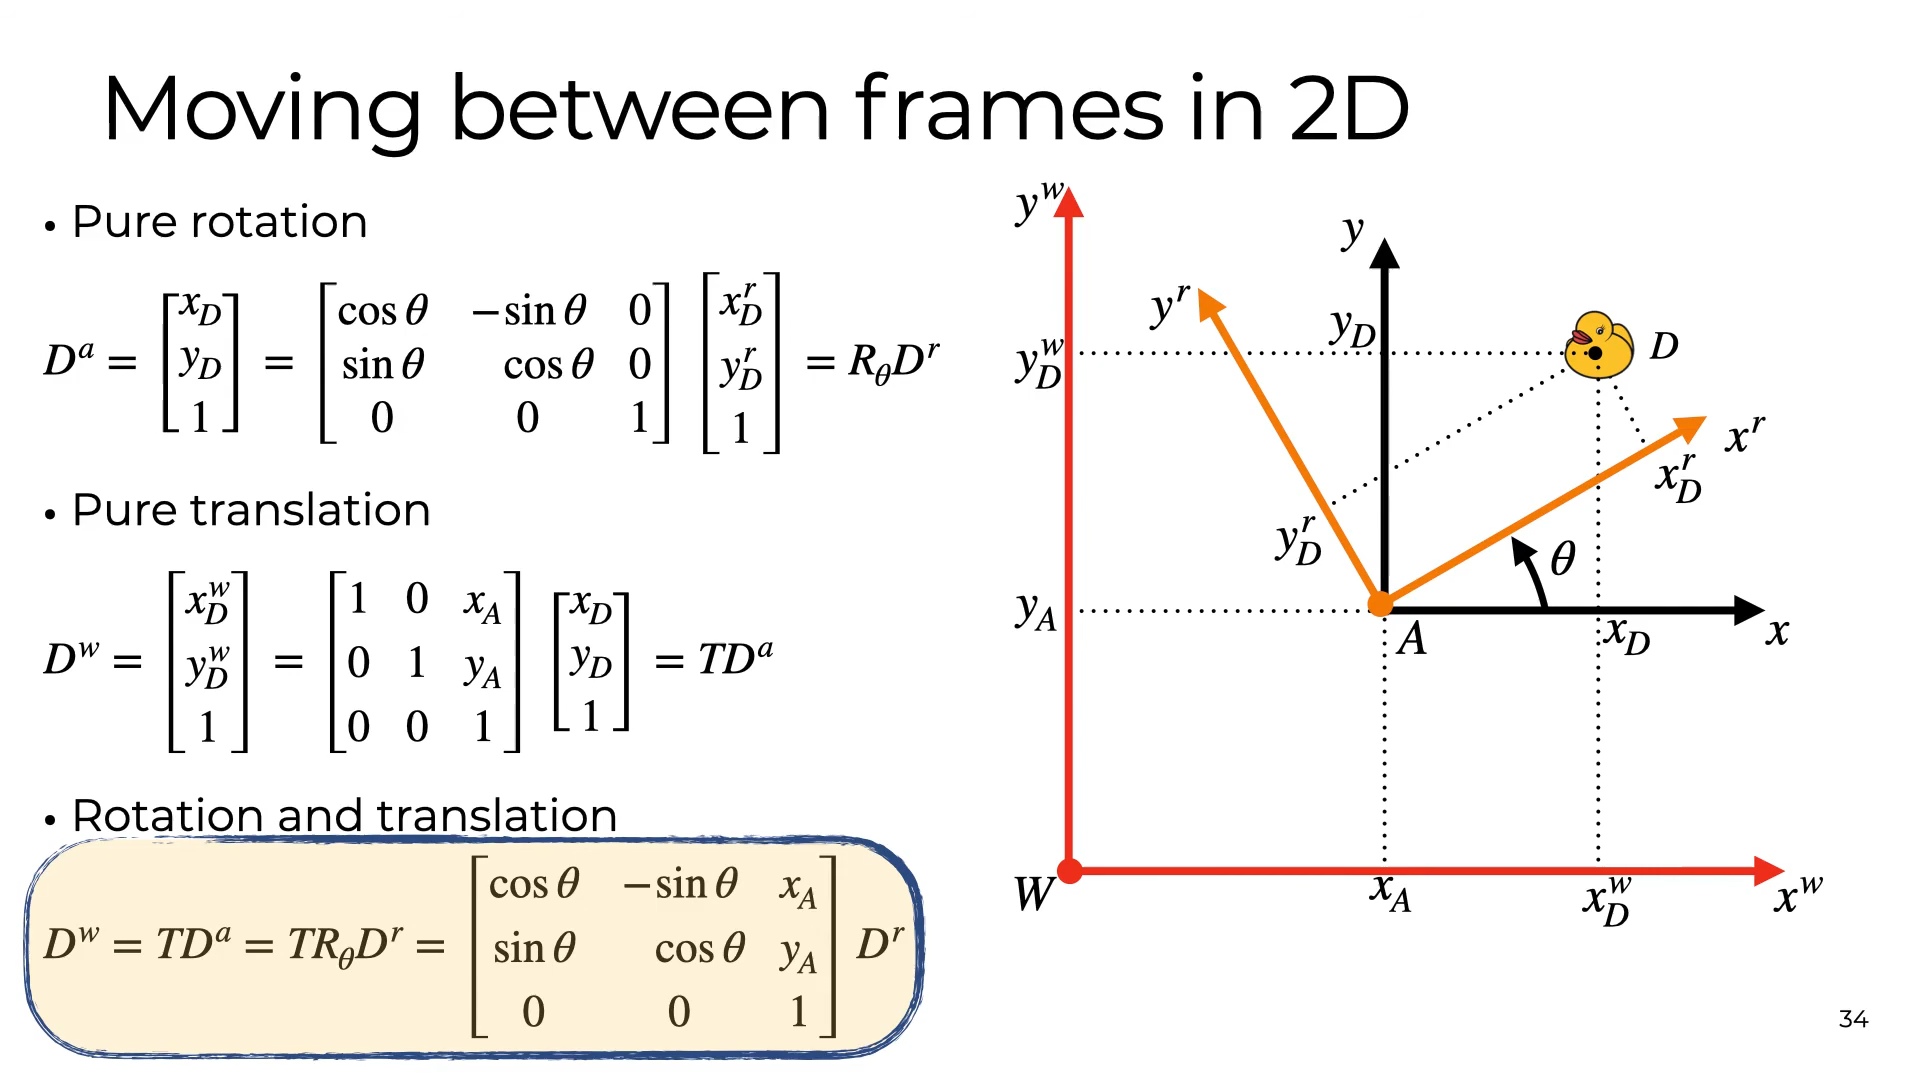 Moving between frames in 2D
• Pure rotation
D^a = [x_D; y_D; 1] = [cos θ −sin θ 0; sin θ cos θ 0; 0 0 1] [x_D^r; y_D^r; 1] = R_θ D^r
• Pure translation
D^w = [x_D^w; y_D^w; 1] = [1 0 x_A; 0 1 y_A; 0 0 1] [x_D; y_D; 1] = TD^a
• Rotation and translation
D^w = TD^a = TR_θ D^r = [cos θ −sin θ x_A; sin θ cos θ y_A; 0 0 1] D^r
y^w
y
y^r
y_D
D
y_D^w
x^r
x_D^r
y_D^r
θ
y_A
A
x_D
x
W
x_A
x_D^w
x^w
34